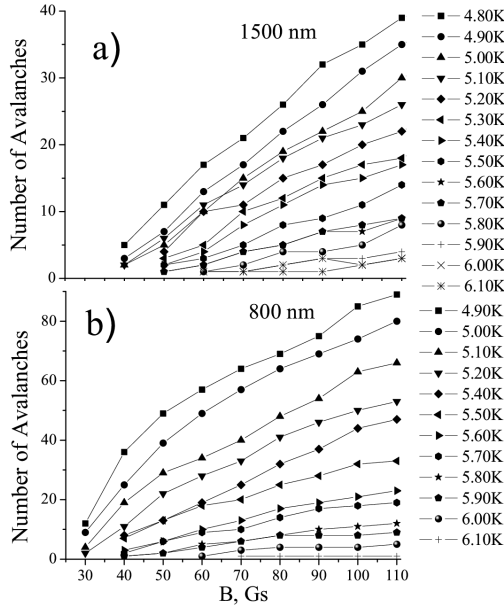 a)
1500 nm
Number of Avalanches
40
30
20
10
0
4.80K
4.90K
5.00K
5.10K
5.20K
5.30K
5.40K
5.50K
5.60K
5.70K
5.80K
5.90K
6.00K
6.10K
b)
800 nm
Number of Avalanches
80
60
40
20
0
30 40 50 60 70 80 90 100 110
B, Gs
4.90K
5.00K
5.10K
5.20K
5.40K
5.50K
5.60K
5.70K
5.80K
5.90K
6.00K
6.10K